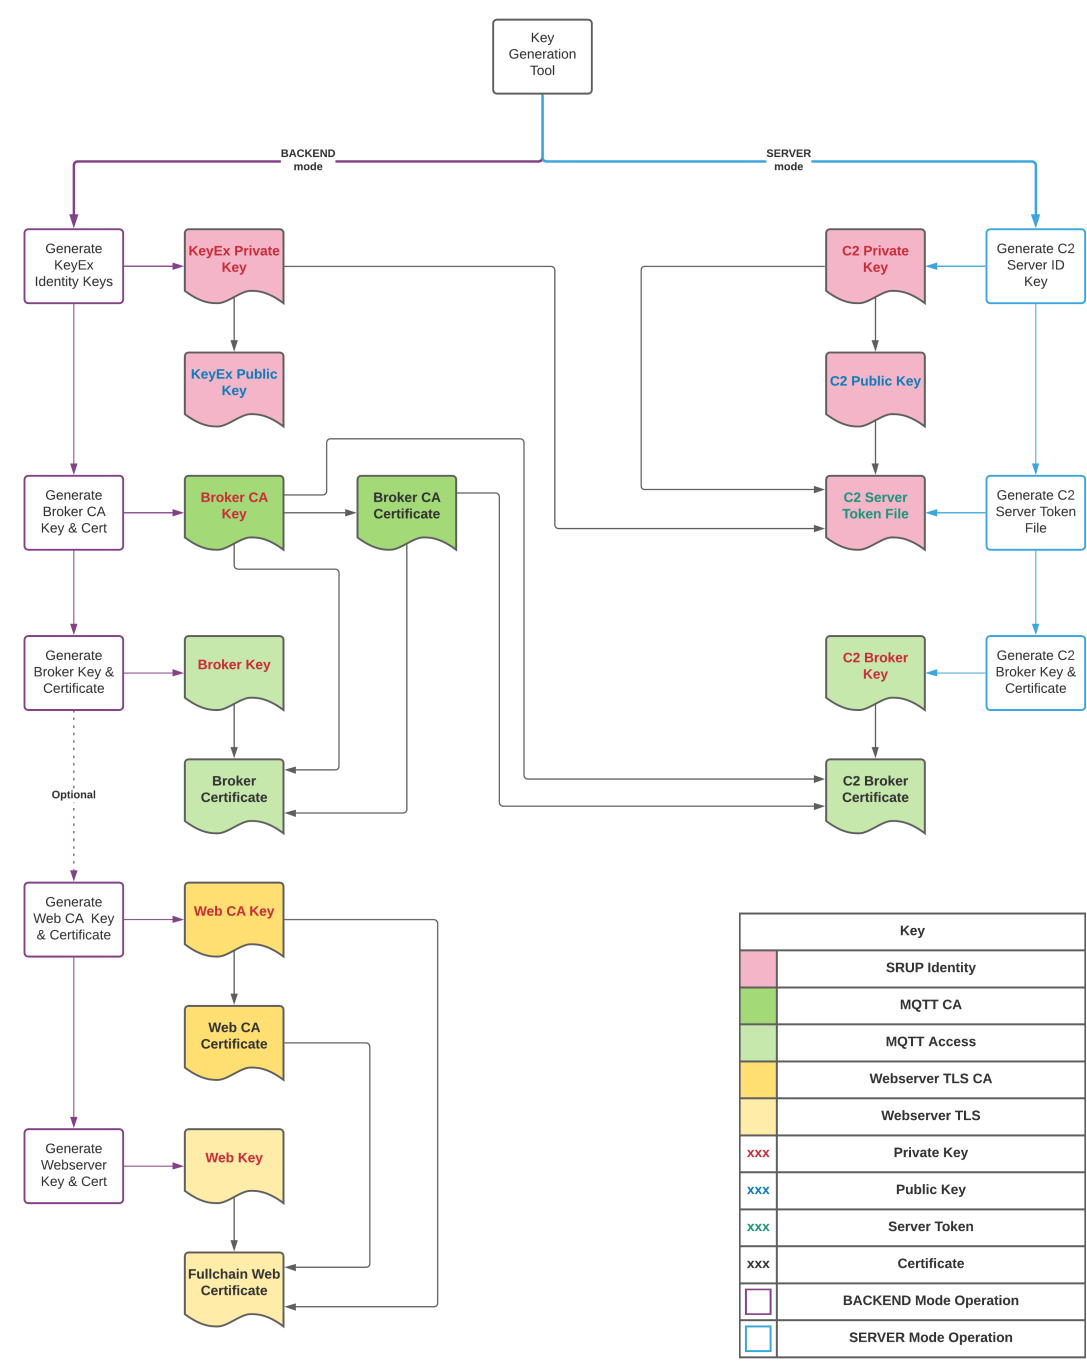 Key
Generation
Tool
BACKEND
mode
SERVER
mode
Generate
KeyEx
Identity Keys
KeyEx Private
Key
C2 Private
Key
Generate C2
Server ID
Key
KeyEx Public
Key
C2 Public Key
Generate
Broker CA
Key & Cert
Broker CA
Key
Broker CA
Certificate
C2 Server
Token File
Generate C2
Server Token
File
Generate
Broker Key &
Certificate
Broker Key
C2 Broker
Key
Generate C2
Broker Key &
Certificate
Optional
Broker
Certificate
C2 Broker
Certificate
Generate
Web CA  Key
& Certificate
Web CA Key
Web CA
Certificate
Generate
Webserver
Key & Cert
Web Key
Fullchain Web
Certificate
Key
SRUP Identity
MQTT CA
MQTT Access
Webserver TLS CA
Webserver TLS
xxx Private Key
xxx Public Key
xxx Server Token
xxx Certificate
BACKEND Mode Operation
SERVER Mode Operation